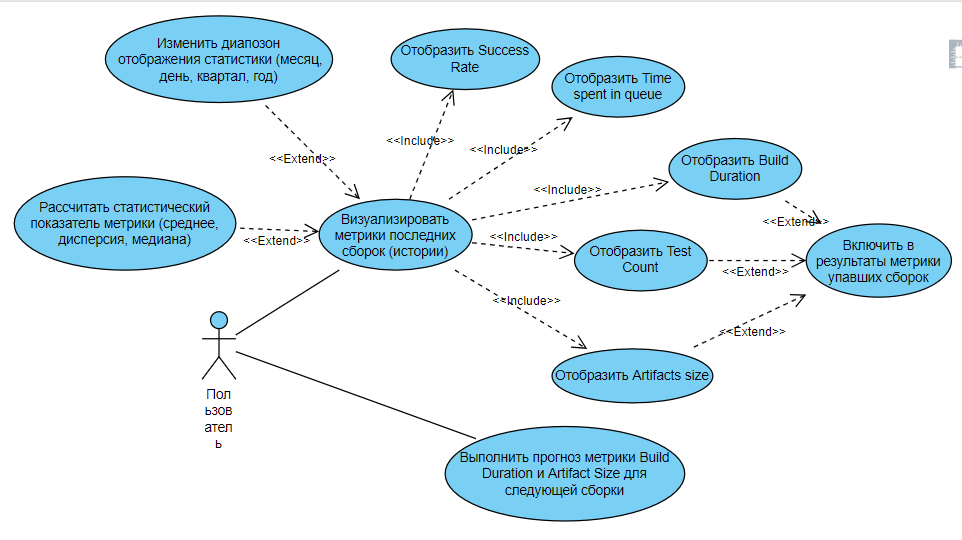 Изменить диапозон
отображения статистики (месяц,
день, квартал, год)
Отобразить Success
Rate
Отобразить Time
spent in queue
<<Include>>
<<Include>>
<<Extend>>
Отобразить Build
Duration
<<Include>>
Рассчитать статистический
показатель метрики (среднее,
дисперсия, медиана)
<<Extend>>
Визуализировать
метрики последних
сборок (истории)
<<Include>>
<<Extend>>
Отобразить Test
Count
<<Extend>>
Включить в
результаты метрики
упавших сборок
<<Include>>
<<Extend>>
Отобразить Artifacts size
Пол
ьзов
ател
ь
Выполнить прогноз метрики Build
Duration и Artifact Size для
следующей сборки